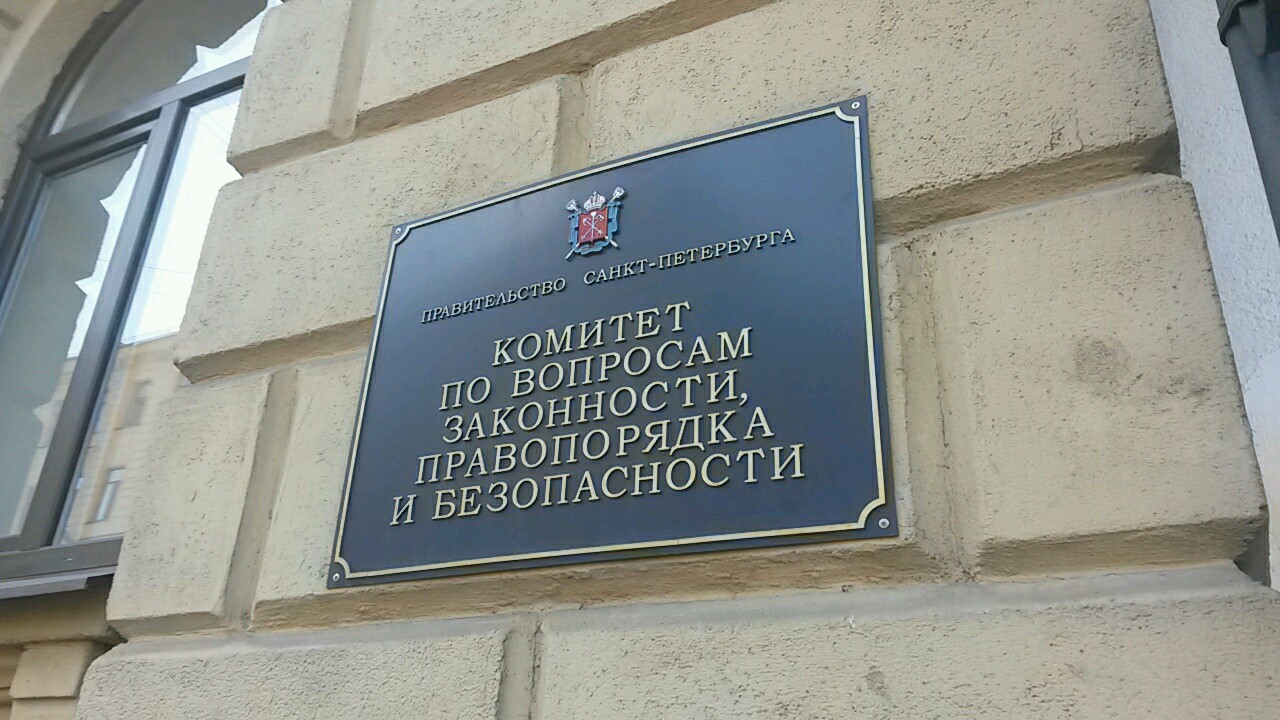 ПРАВИТЕЛЬСТВО САНКТ-ПЕТЕРБУРГА
КОМИТЕТ
ПО ВОПРОСАМ
ЗАКОННОСТИ,
ПРАВОПОРЯДКА
И БЕЗОПАСНОСТИ